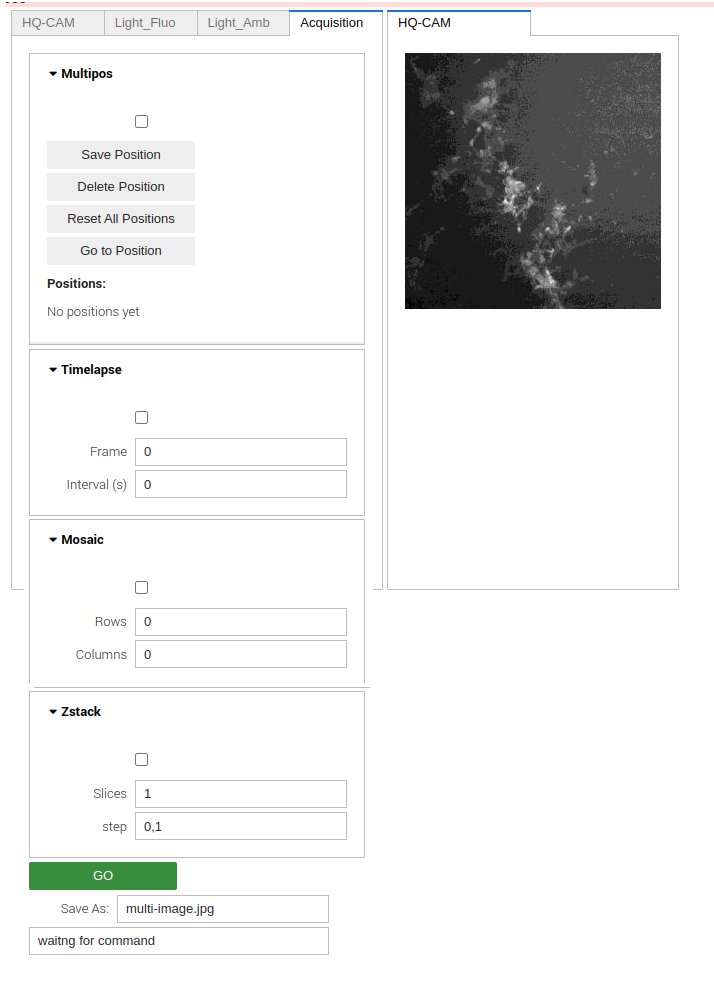 HQ-CAM Light_Fluo Light_Amb Acquisition HQ-CAM
Multipos
Save Position
Delete Position
Reset All Positions
Go to Position
Positions:
No positions yet
Timelapse
Frame 0
Interval (s) 0
Mosaic
Rows 0
Columns 0
Zstack
Slices 1
step 0,1
GO
Save As: multi-image.jpg
waitng for command